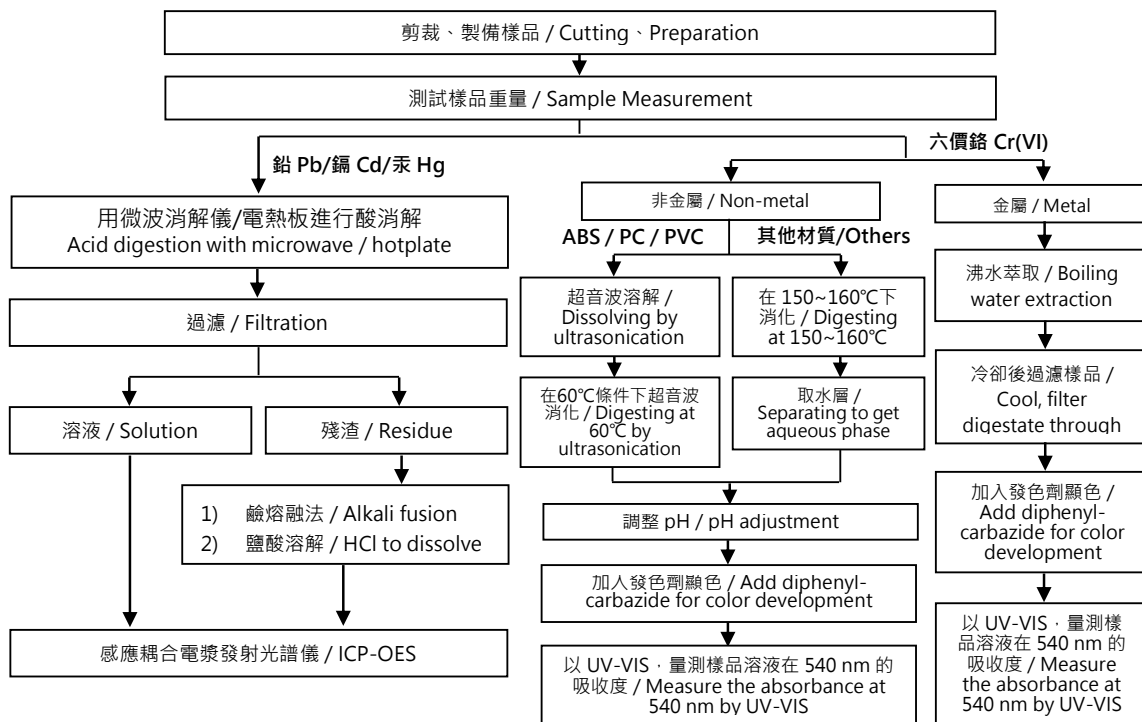 剪裁、製備樣品 / Cutting、Preparation
測試樣品重量 / Sample Measurement
鉛 Pb/鎘 Cd/汞 Hg
六價鉻 Cr(VI)
用微波消解儀/電熱板進行酸消解
Acid digestion with microwave / hotplate
過濾 / Filtration
溶液 / Solution
殘渣 / Residue
1) 鹼熔融法 / Alkali fusion
2) 鹽酸溶解 / HCl to dissolve
感應耦合電漿發射光譜儀 / ICP-OES
非金屬 / Non-metal
ABS / PC / PVC
其他材質/Others
超音波溶解 /
Dissolving by
ultrasonication
在60℃條件下超音波
消化 / Digesting at
60℃ by
ultrasonication
在 150~160℃下
消化 / Digesting
at 150~160℃
取水層 /
Separating to get
aqueous phase
調整 pH / pH adjustment
加入發色劑顯色 / Add diphenyl-
carbazide for color development
以 UV-VIS，量測樣品溶液在 540 nm 的
吸收度 / Measure the absorbance at
540 nm by UV-VIS
金屬 / Metal
沸水萃取 / Boiling
water extraction
冷卻後過濾樣品 /
Cool, filter
digestate through
加入發色劑顯色 /
Add diphenyl-
carbazide for color
development
以 UV-VIS，量測樣
品溶液在 540 nm 的
吸收度 / Measure
the absorbance at
540 nm by UV-VIS